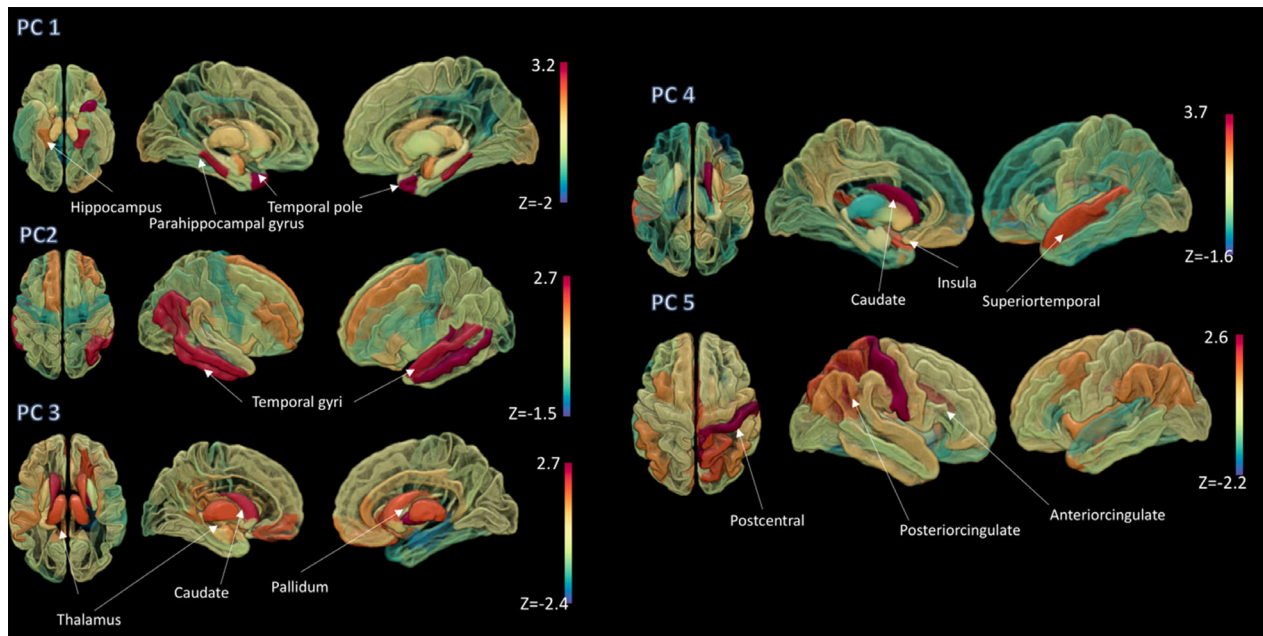 PC 1
3.2
Hippocampus
Parahippocampal gyrus
Temporal pole
Z=-2
PC2
2.7
Temporal gyri
Z=-1.5
PC 3
2.7
Thalamus
Caudate
Pallidum
Z=-2.4
PC 4
3.7
Caudate
Insula
Superiortemporal
Z=-1.6
PC 5
2.6
Postcentral
Posteriorcingulate
Anteriorcingulate
Z=-2.2